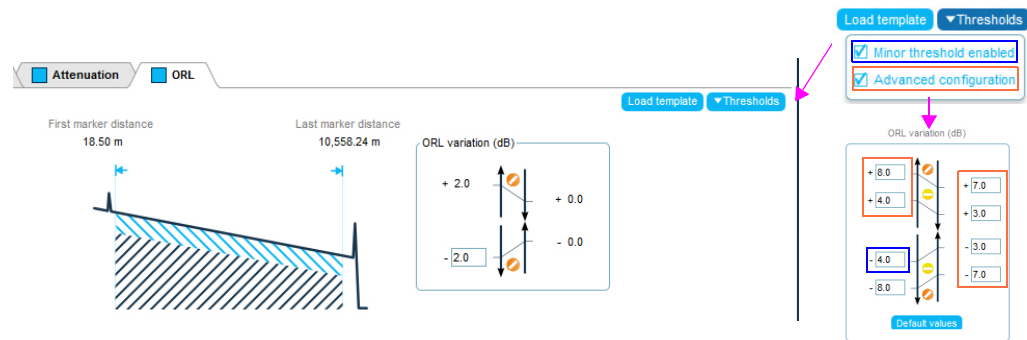 Load template ▼Thresholds
Minor threshold enabled
Advanced configuration
Attenuation ORL
Load template ▼Thresholds
First marker distance Last marker distance
18.50 m 10,558.24 m
ORL variation (dB)
+ 2.0
+ 0.0
- 0.0
- 2.0
ORL variation (dB)
+ 8.0
+ 7.0
+ 4.0
+ 3.0
- 3.0
- 4.0
- 7.0
- 8.0
Default values